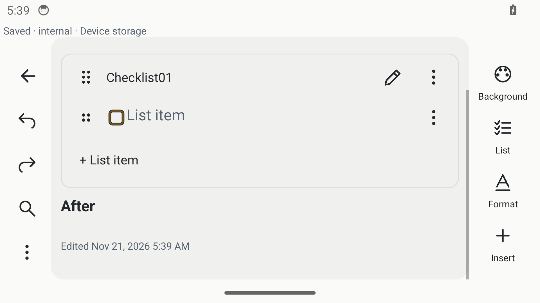 5:39
Saved · internal · Device storage
Checklist01
List item
+ List item
After
Edited Nov 21, 2026 5:39 AM
Background
List
Format
Insert